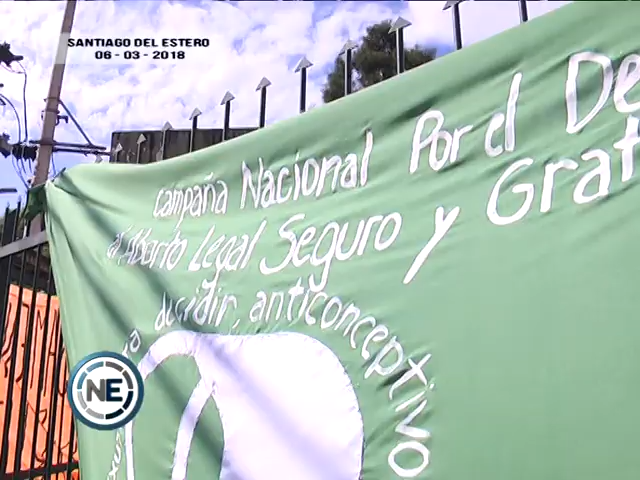 SANTIAGO DEL ESTERO
06 - 03 - 2018
Campaña Nacional Por el De
al Aborto Legal Seguro y Grat
decidir, anticonceptivo
NE